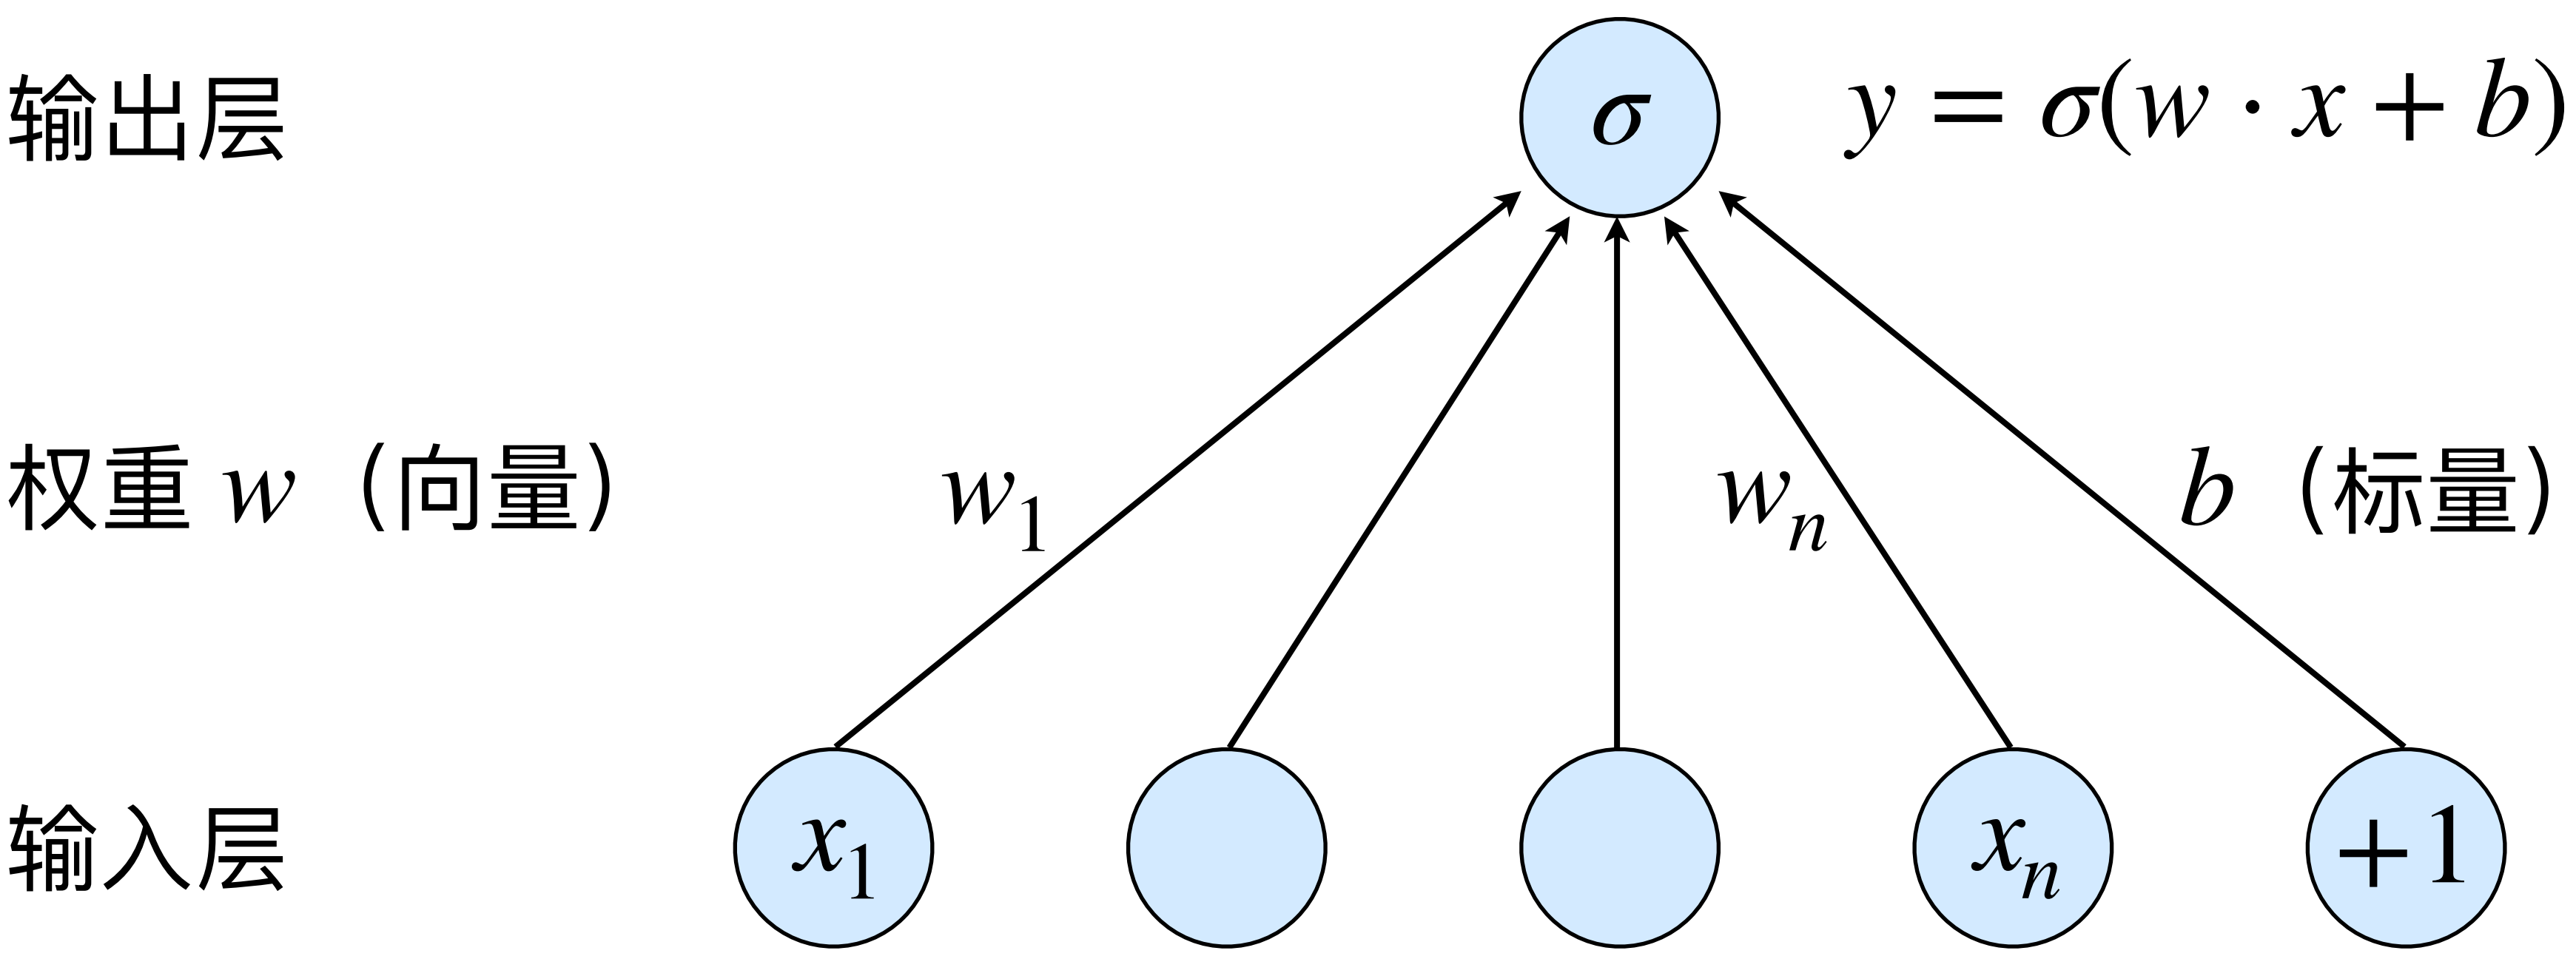 输出层 σ y = σ(w · x + b)
权重 w（向量） w₁ wₙ b（标量）
输入层 x₁ xₙ +1